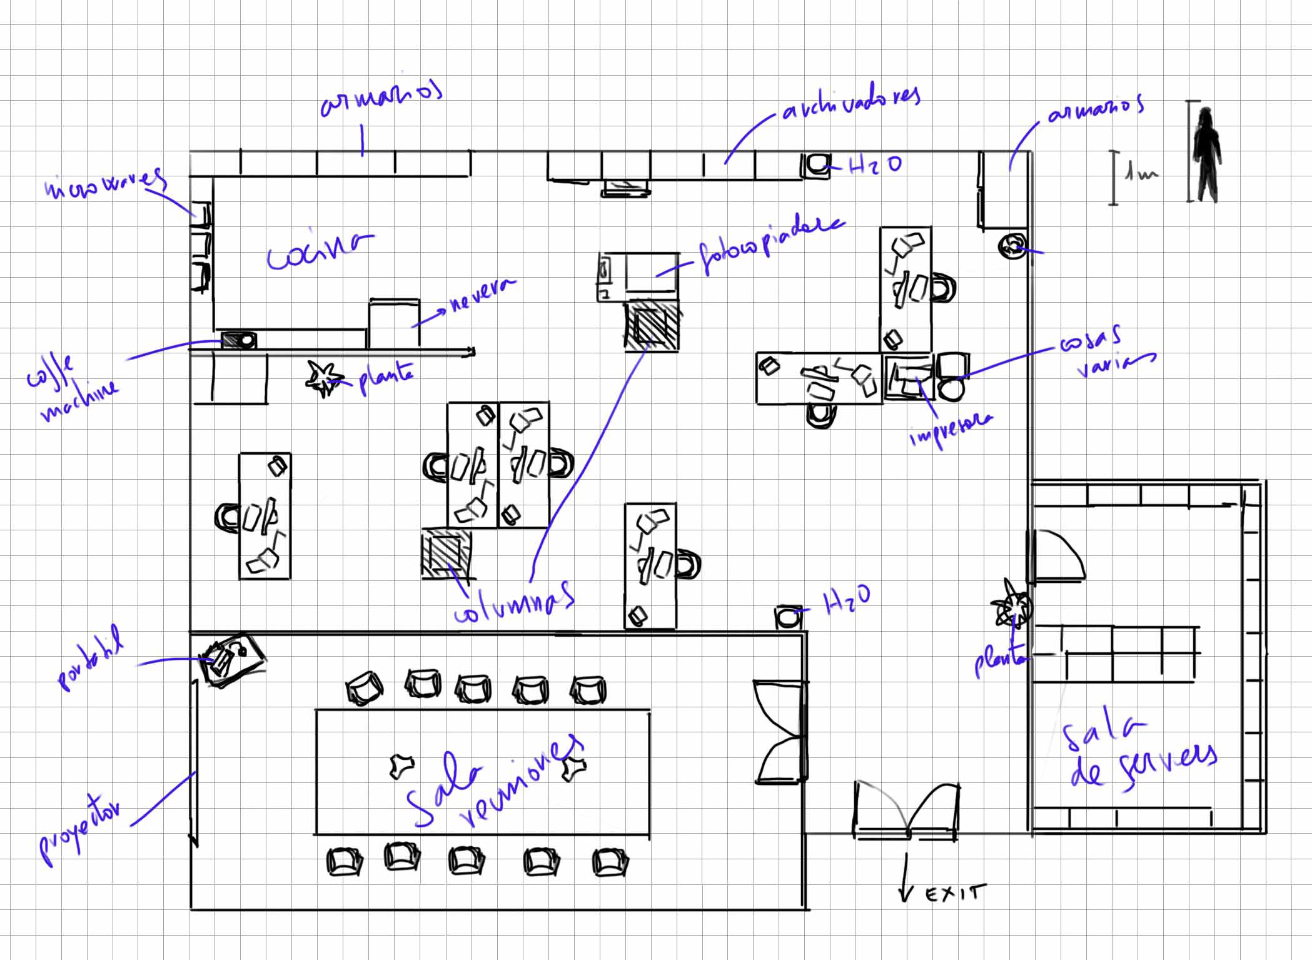 armarios
archivadores
armarios
H2O
1m
microwaves
cocina
fotocopiadora
nevera
coffe
machine
planta
cosas
varias
impresora
columnas
H2O
portatil
planta
sala
reuniones
sala
de servers
proyector
EXIT